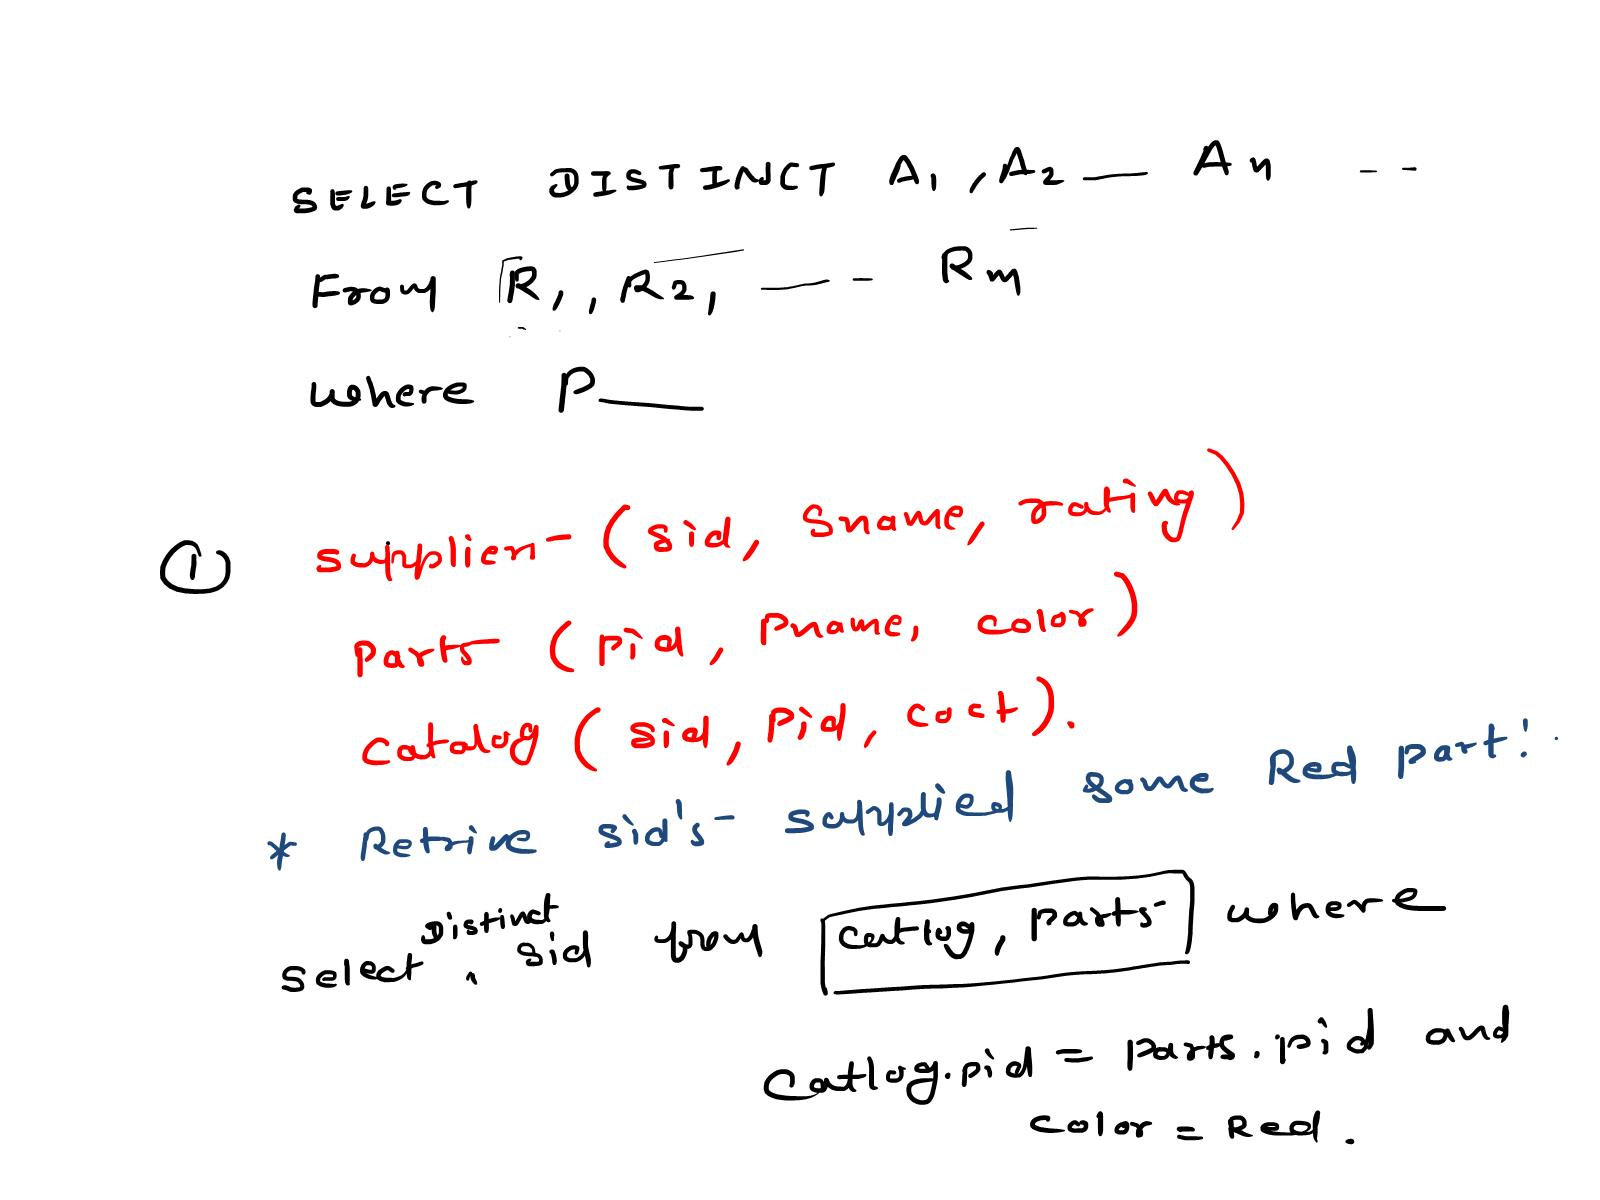 SELECT DISTINCT A1, A2 — An --
From R1, R2, — - Rm
where P —
① supplier (sid, Sname, rating)
Parts (pid, Pname, color)
Catalog (sid, Pid, cost).
* Retrive sid's supplied some Red part!
Select Distinct sid from catlog, parts where
Catlog.pid = parts.pid and
color = Red.